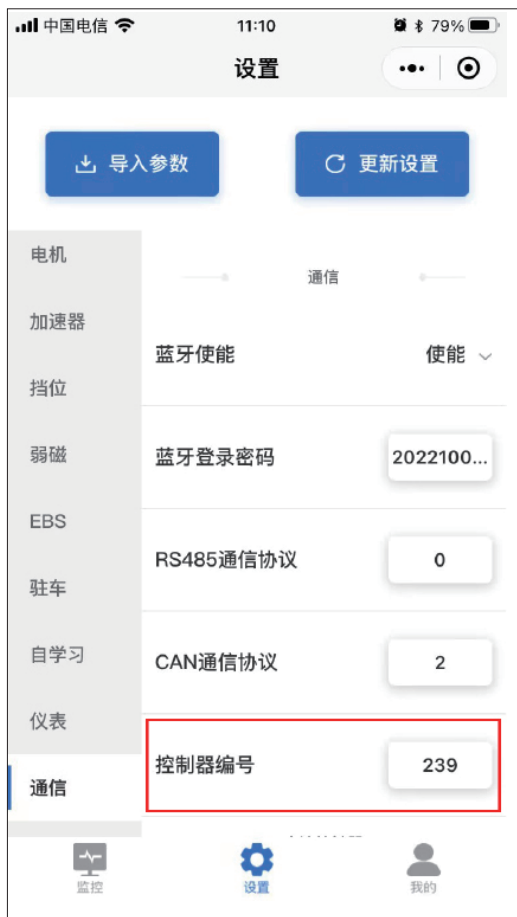 中国电信 11:10 79%
设置
导入参数 更新设置
电机
加速器
挡位
弱磁
EBS
驻车
自学习
仪表
通信
通信
蓝牙使能 使能
蓝牙登录密码 2022100...
RS485通信协议 0
CAN通信协议 2
控制器编号 239
监控 设置 我的